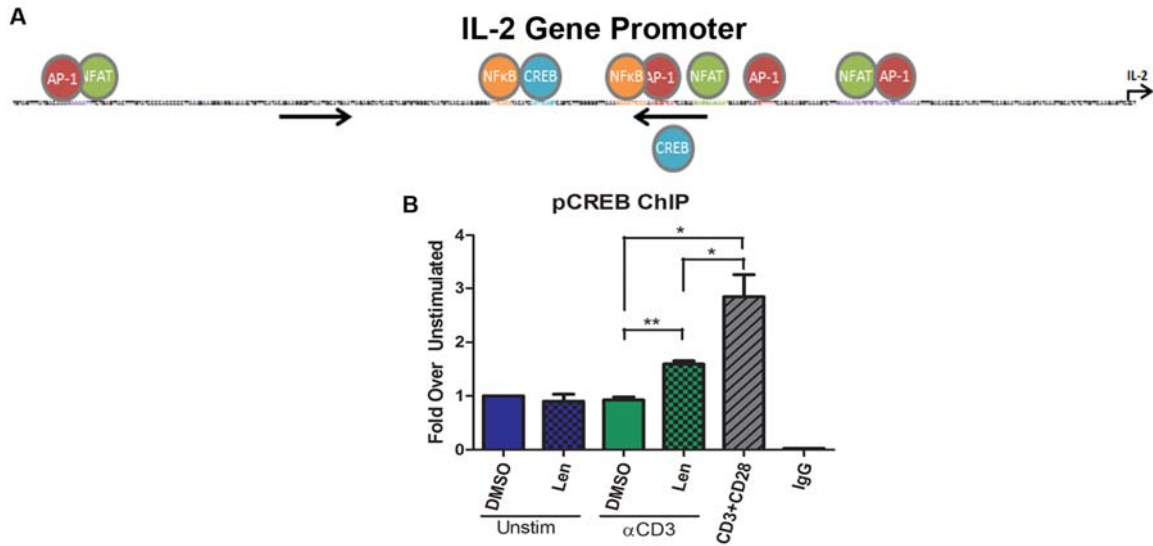 A
IL-2 Gene Promoter
AP-1 NFAT NFκB CREB NFκB AP-1 NFAT AP-1 NFAT AP-1 IL-2
CREB
B
pCREB ChIP
Fold Over Unstimulated
4
3
2
1
0
*
*
**
DMSO Len DMSO Len CD3+CD28 IgG
Unstim αCD3